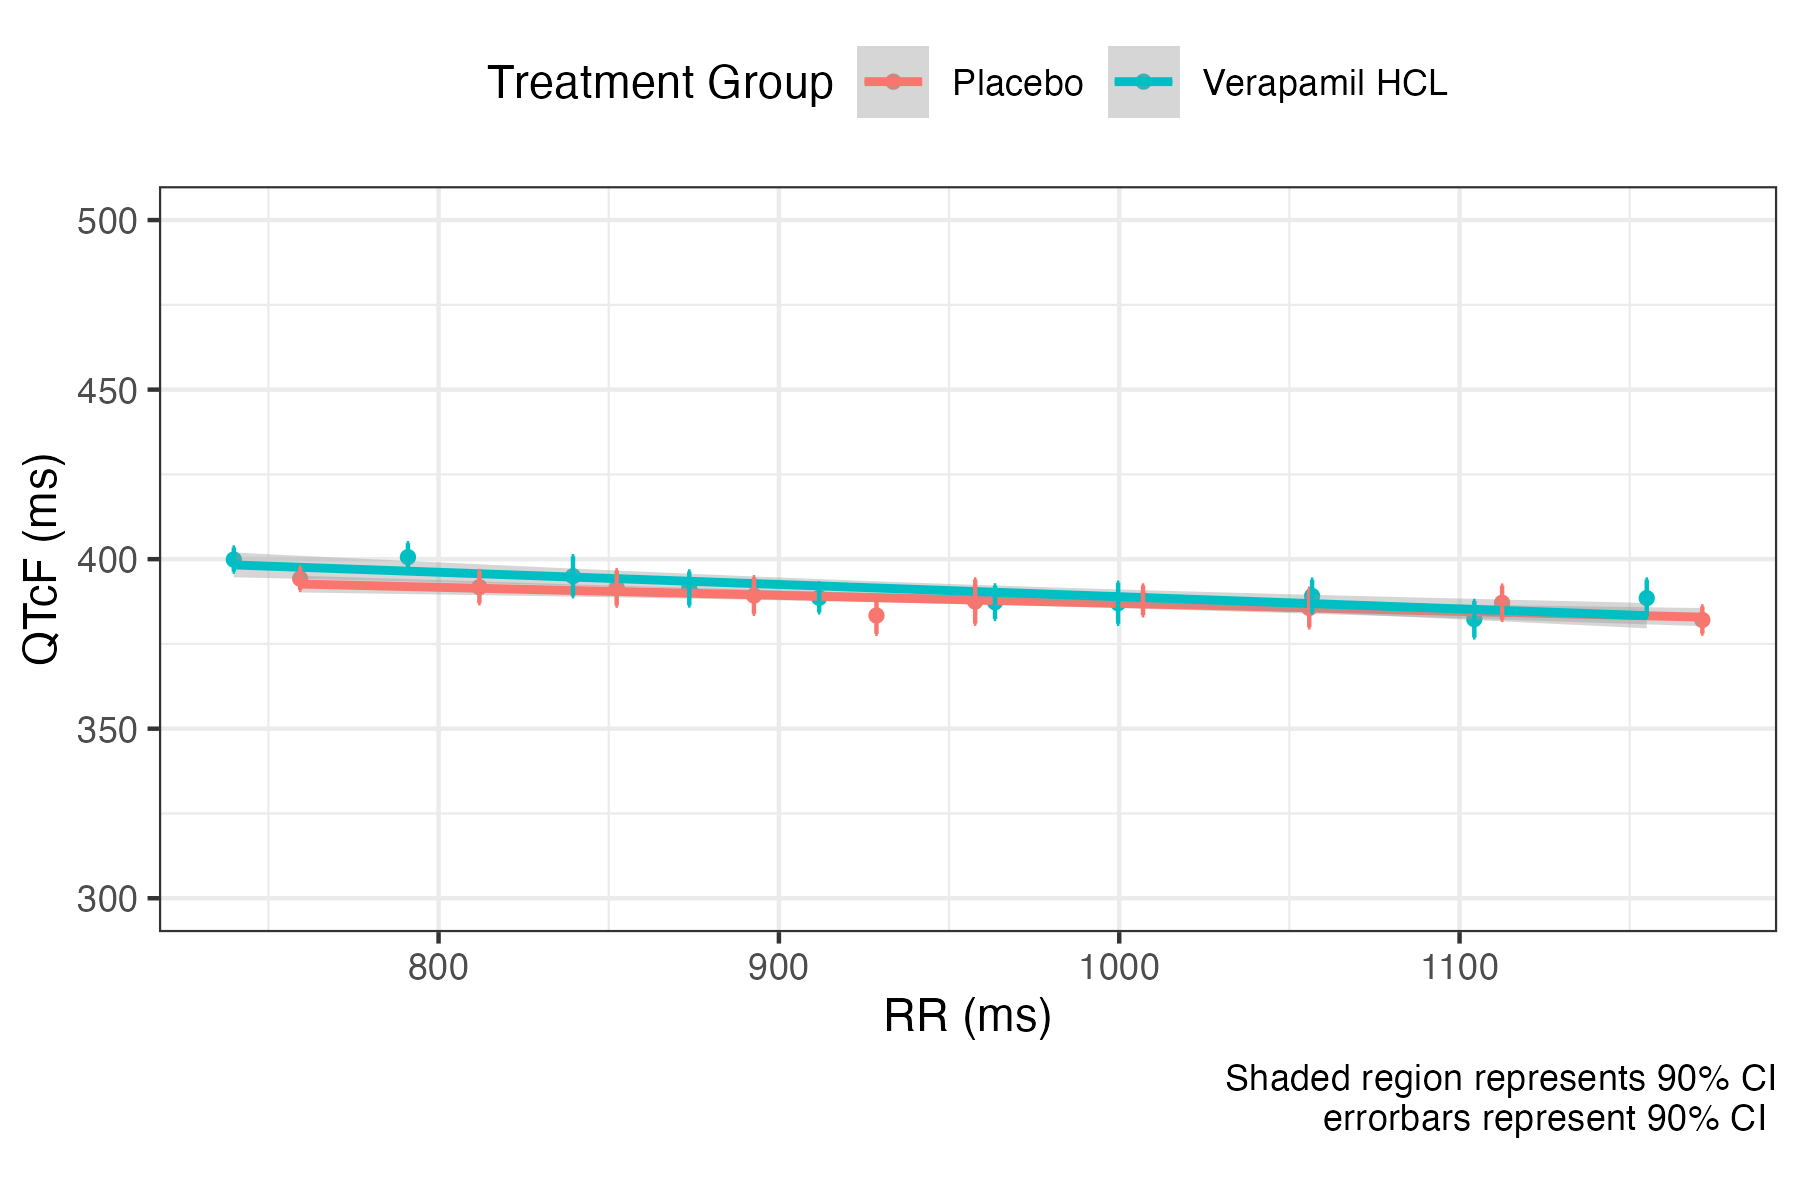 Treatment Group Placebo Verapamil HCL
500
450
400
350
300
QTcF (ms)
800 900 1000 1100
RR (ms)
Shaded region represents 90% CI
errorbars represent 90% CI